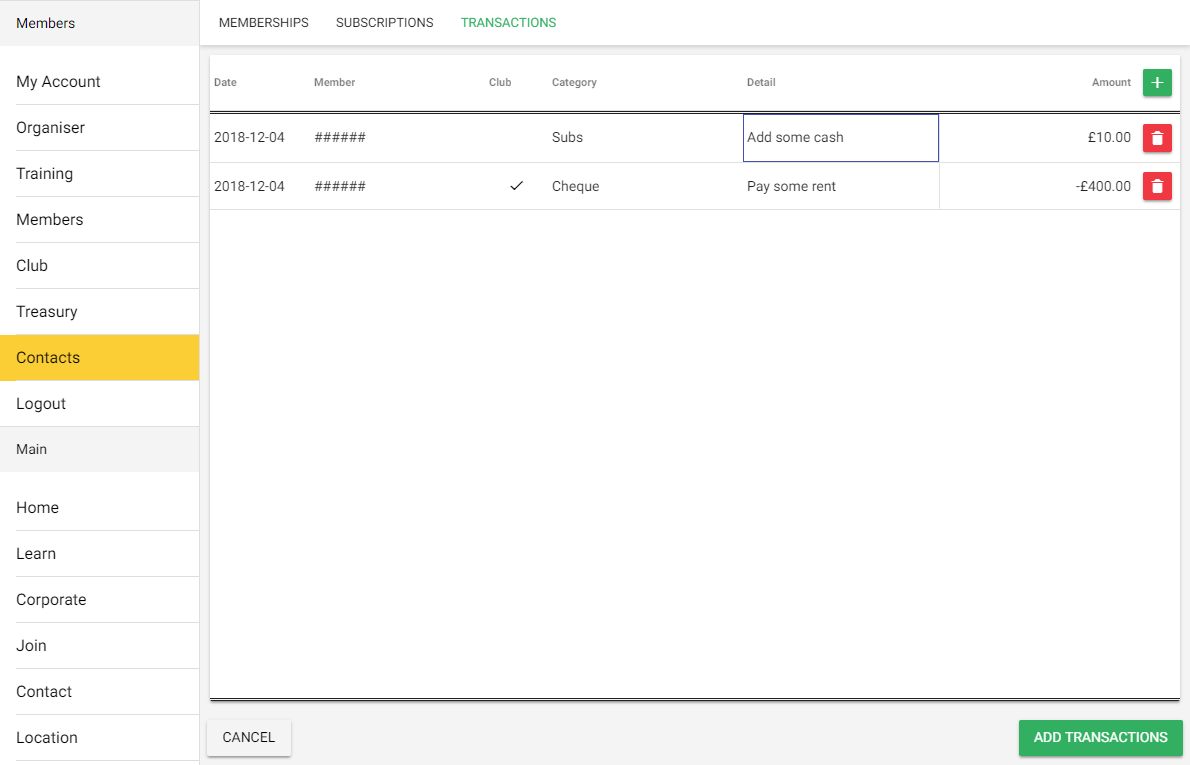 Members
My Account
Organiser
Training
Members
Club
Treasury
Contacts
Logout
Main
Home
Learn
Corporate
Join
Contact
Location
MEMBERSHIPS SUBSCRIPTIONS TRANSACTIONS
Date Member Club Category Detail Amount +
2018-12-04 ###### Subs Add some cash £10.00
2018-12-04 ###### ✓ Cheque Pay some rent -£400.00
CANCEL ADD TRANSACTIONS